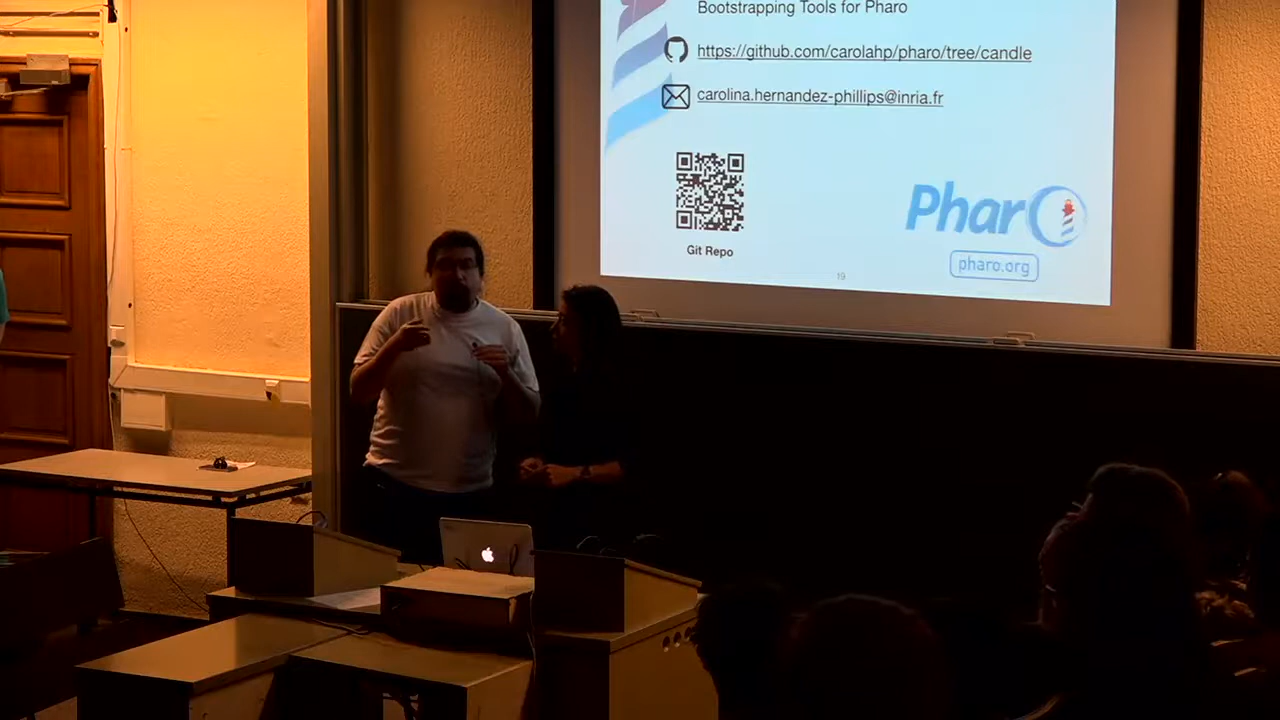 Bootstrapping Tools for Pharo
https://github.com/carolahp/pharo/tree/candle
carolina.hernandez-phillips@inria.fr
Git Repo
Pharo
pharo.org
19